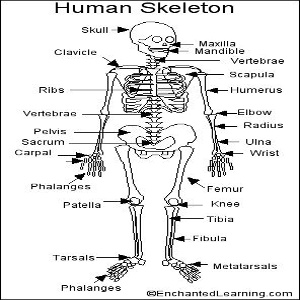 Human Skeleton
Skull
Maxilla
Mandible
Clavicle
Vertebrae
Scapula
Ribs
Humerus
Vertebrae
Elbow
Radius
Pelvis
Sacrum
Ulna
Carpal
Wrist
Phalanges
Femur
Patella
Knee
Tibia
Fibula
Tarsals
Metatarsals
Phalanges
©EnchantedLearning.com